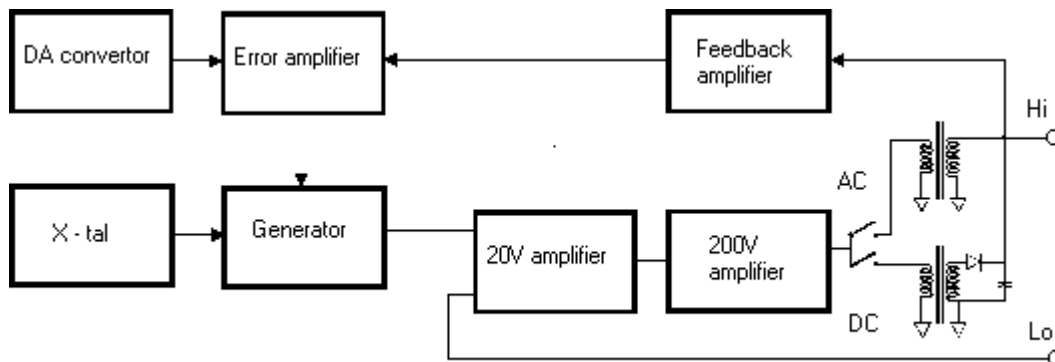 DA convertor
Error amplifier
Feedback
amplifier
Hi
AC
X - tal
Generator
20V amplifier
200V
amplifier
DC
Lo